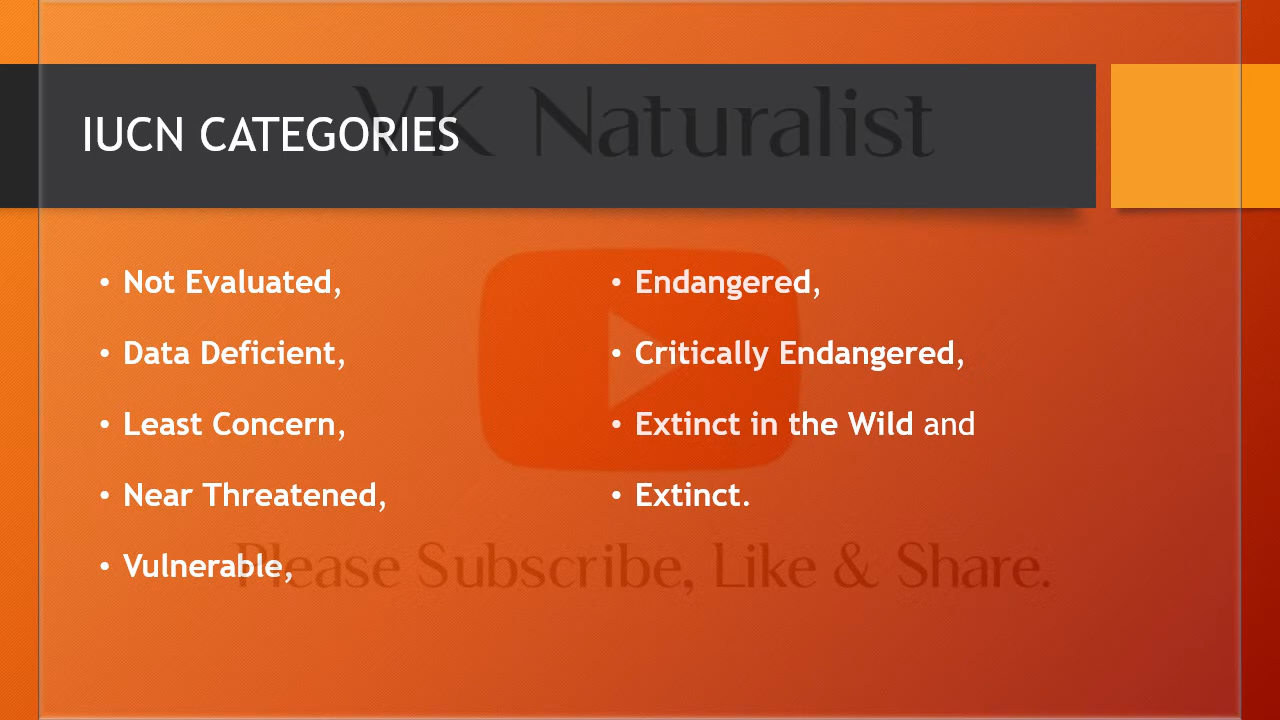 VK Naturalist
IUCN CATEGORIES
• Not Evaluated,
• Data Deficient,
• Least Concern,
• Near Threatened,
• Vulnerable,
• Endangered,
• Critically Endangered,
• Extinct in the Wild and
• Extinct.
Please Subscribe, Like & Share.